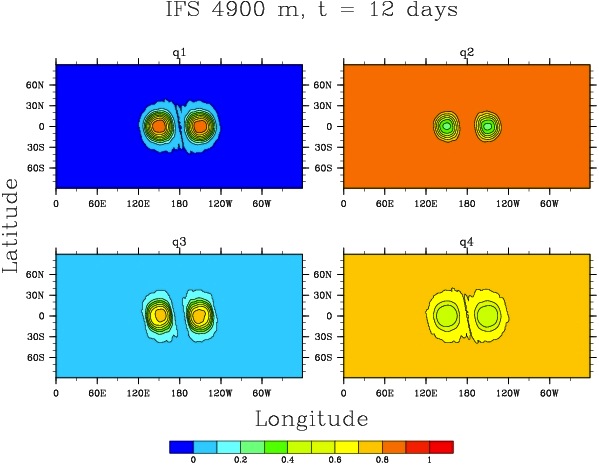 IFS 4900 m, t = 12 days
q1 q2
60N 30N 0 30S 60S 60N 30N 0 30S 60S
0 60E 120E 180 120W 60W 0 60E 120E 180 120W 60W
q3 q4
60N 30N 0 30S 60S 60N 30N 0 30S 60S
0 60E 120E 180 120W 60W 0 60E 120E 180 120W 60W
Latitude
Longitude
0 0.2 0.4 0.6 0.8 1